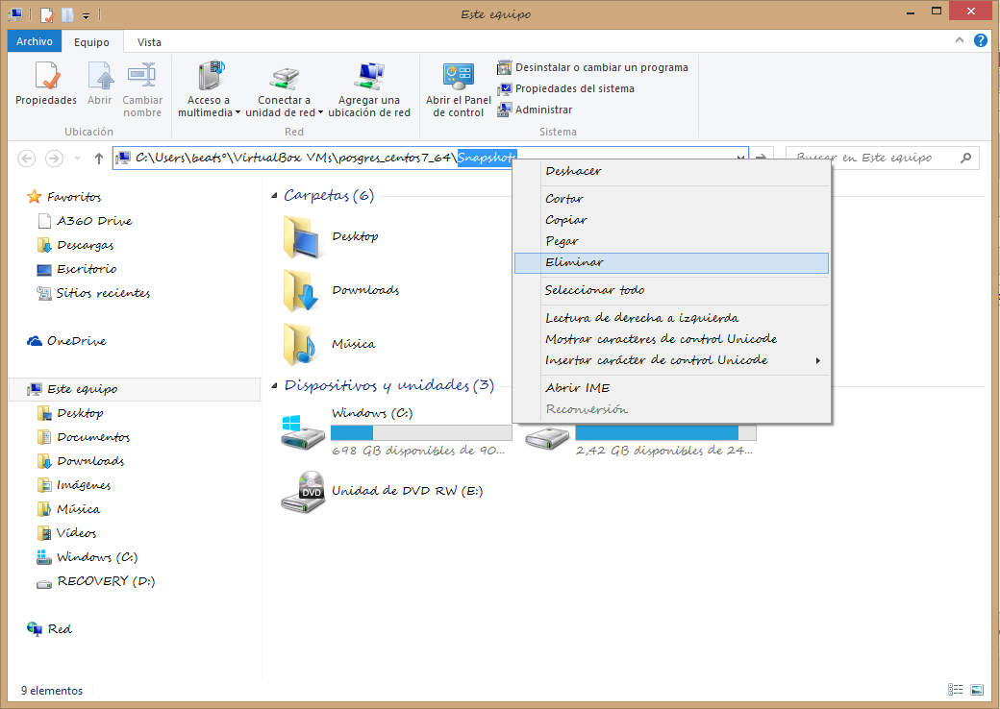 Este equipo
Archivo Equipo Vista
Propiedades Abrir Cambiar nombre
Ubicación
Acceso a multimedia Conectar a unidad de red Agregar una ubicación de red
Red
Abrir el Panel de control
Desinstalar o cambiar un programa
Propiedades del sistema
Administrar
Sistema
C:\Users\beats°\VirtualBox VMs\posgres_centos7_64\Snapshots
Buscar en Este equipo
Favoritos
A360 Drive
Descargas
Escritorio
Sitios recientes
OneDrive
Este equipo
Desktop
Documentos
Downloads
Imágenes
Música
Vídeos
Windows (C:)
RECOVERY (D:)
Red
Carpetas (6)
Desktop
Downloads
Música
Dispositivos y unidades (3)
Windows (C:)
698 GB disponibles de 90...
2,42 GB disponibles de 24...
DVD
Unidad de DVD RW (E:)
Deshacer
Cortar
Copiar
Pegar
Eliminar
Seleccionar todo
Lectura de derecha a izquierda
Mostrar caracteres de control Unicode
Insertar carácter de control Unicode
Abrir IME
Reconversión
9 elementos